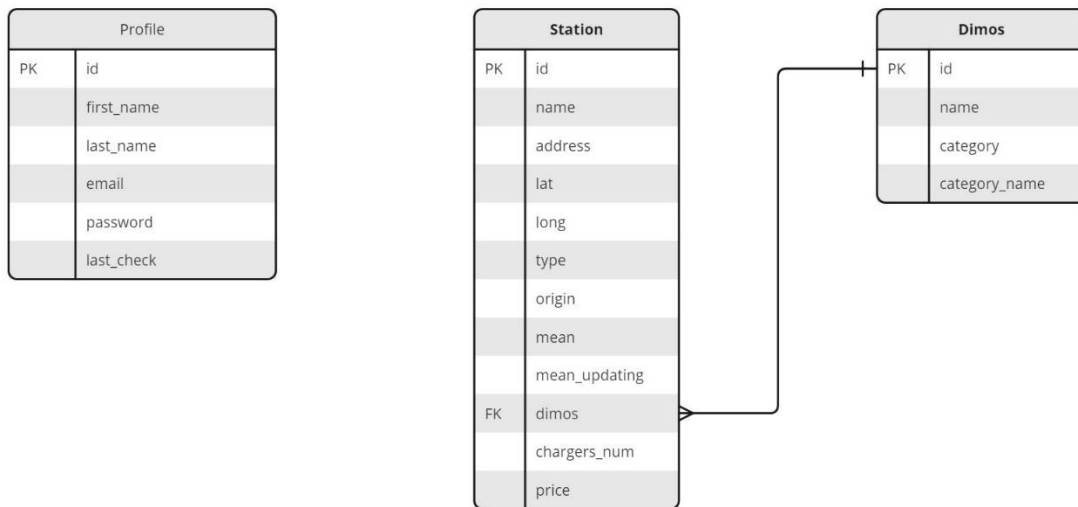 Profile
PK id
first_name
last_name
email
password
last_check
Station
PK id
name
address
lat
long
type
origin
mean
mean_updating
FK dimos
chargers_num
price
Dimos
PK id
name
category
category_name